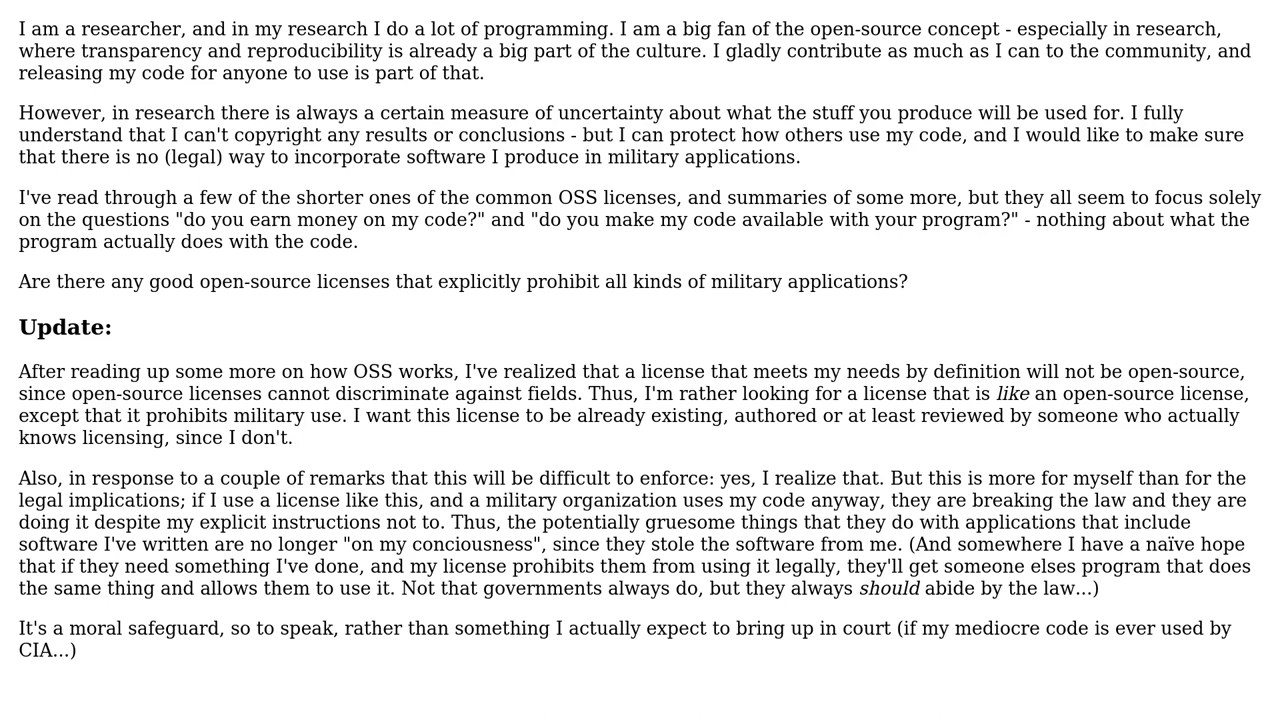 I am a researcher, and in my research I do a lot of programming. I am a big fan of the open-source concept - especially in research,
where transparency and reproducibility is already a big part of the culture. I gladly contribute as much as I can to the community, and
releasing my code for anyone to use is part of that.
However, in research there is always a certain measure of uncertainty about what the stuff you produce will be used for. I fully
understand that I can't copyright any results or conclusions - but I can protect how others use my code, and I would like to make sure
that there is no (legal) way to incorporate software I produce in military applications.
I've read through a few of the shorter ones of the common OSS licenses, and summaries of some more, but they all seem to focus solely
on the questions "do you earn money on my code?" and "do you make my code available with your program?" - nothing about what the
program actually does with the code.
Are there any good open-source licenses that explicitly prohibit all kinds of military applications?
Update:
After reading up some more on how OSS works, I've realized that a license that meets my needs by definition will not be open-source,
since open-source licenses cannot discriminate against fields. Thus, I'm rather looking for a license that is like an open-source license,
except that it prohibits military use. I want this license to be already existing, authored or at least reviewed by someone who actually
knows licensing, since I don't.
Also, in response to a couple of remarks that this will be difficult to enforce: yes, I realize that. But this is more for myself than for the
legal implications; if I use a license like this, and a military organization uses my code anyway, they are breaking the law and they are
doing it despite my explicit instructions not to. Thus, the potentially gruesome things that they do with applications that include
software I've written are no longer "on my conciousness", since they stole the software from me. (And somewhere I have a naïve hope
that if they need something I've done, and my license prohibits them from using it legally, they'll get someone elses program that does
the same thing and allows them to use it. Not that governments always do, but they always should abide by the law...)
It's a moral safeguard, so to speak, rather than something I actually expect to bring up in court (if my mediocre code is ever used by
CIA...)